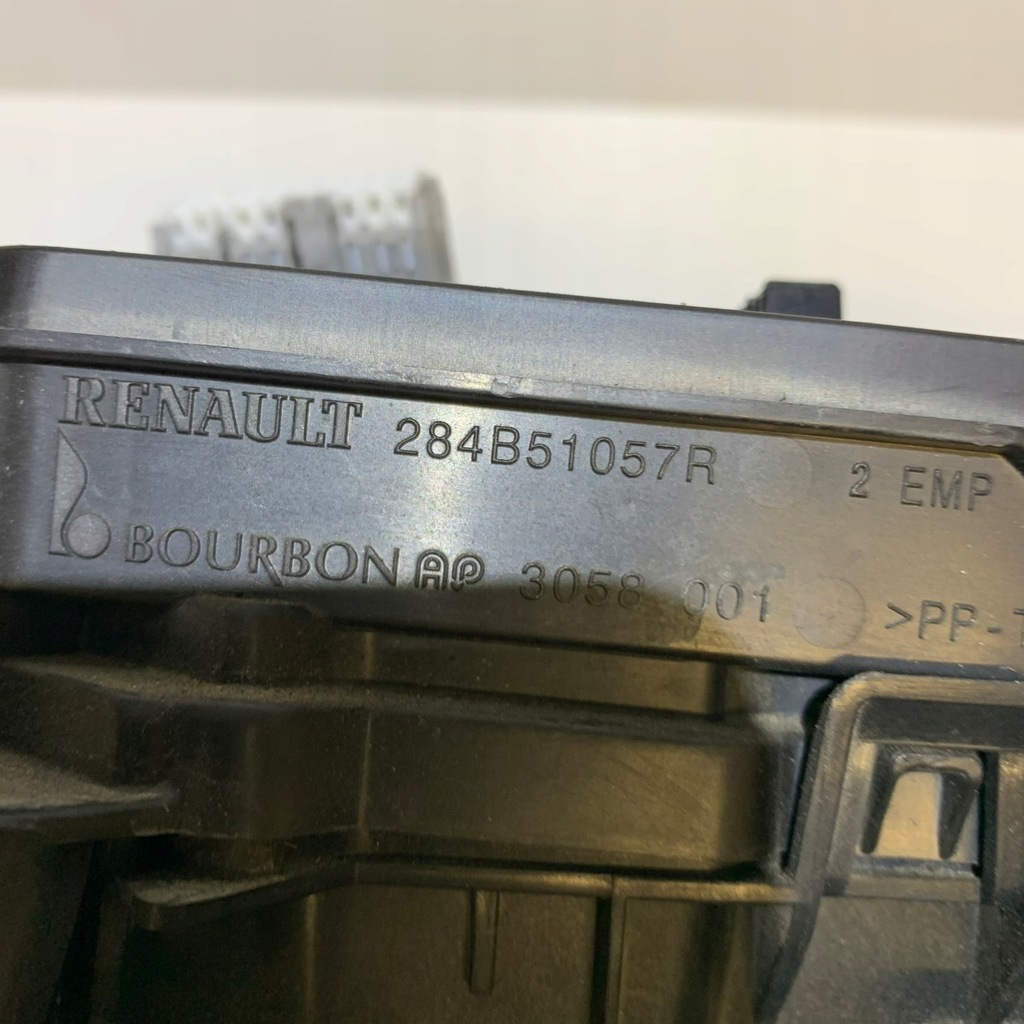 RENAULT 284B51057R 2 EMP
BOURBON AP 3058 001 >PP-T